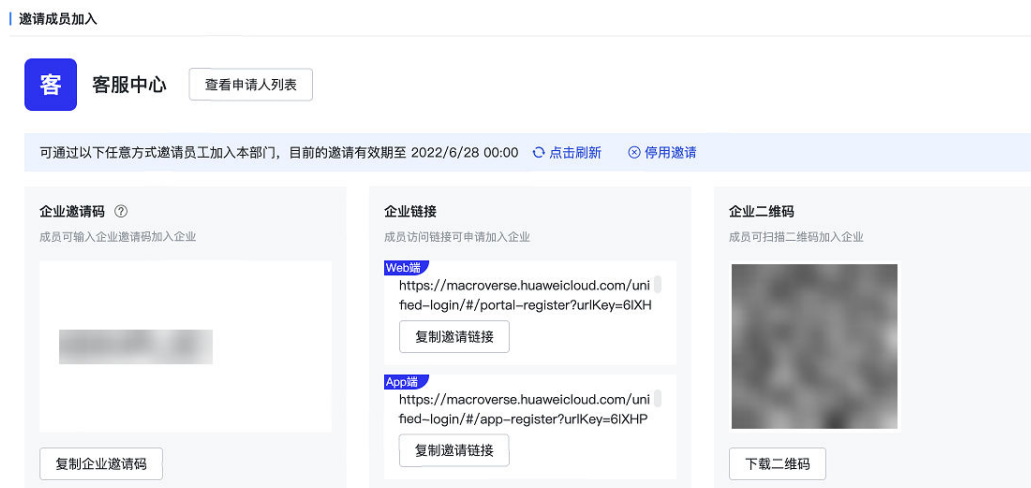 邀请成员加入
客 客服中心 查看申请人列表
可通过以下任意方式邀请员工加入本部门，目前的邀请有效期至 2022/6/28 00:00 点击刷新 停用邀请
企业邀请码 ?
成员可输入企业邀请码加入企业
复制企业邀请码
企业链接
成员访问链接可申请加入企业
Web端
https://macroverse.huaweicloud.com/uni
fied-login/#/portal-register?urlKey=6lXH
复制邀请链接
App端
https://macroverse.huaweicloud.com/uni
fied-login/#/app-register?urlKey=6lXHP
复制邀请链接
企业二维码
成员可扫描二维码加入企业
下载二维码